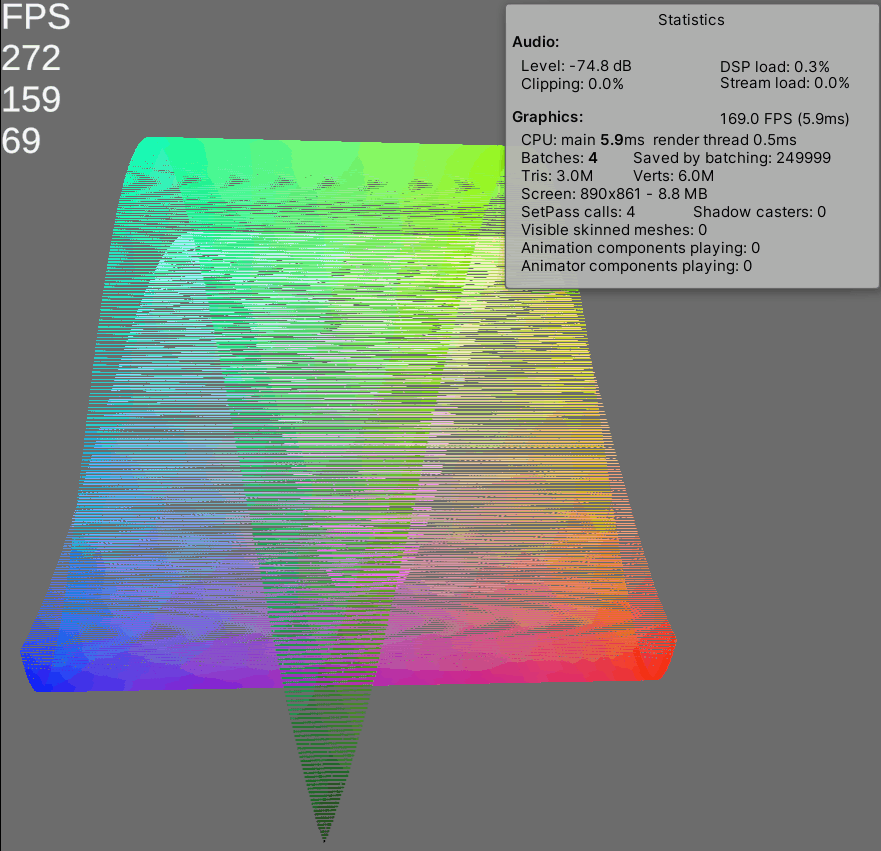 FPS
272
159
69
Statistics
Audio:
Level: -74.8 dB DSP load: 0.3%
Clipping: 0.0% Stream load: 0.0%
Graphics: 169.0 FPS (5.9ms)
CPU: main 5.9ms render thread 0.5ms
Batches: 4 Saved by batching: 249999
Tris: 3.0M Verts: 6.0M
Screen: 890x861 - 8.8 MB
SetPass calls: 4 Shadow casters: 0
Visible skinned meshes: 0
Animation components playing: 0
Animator components playing: 0